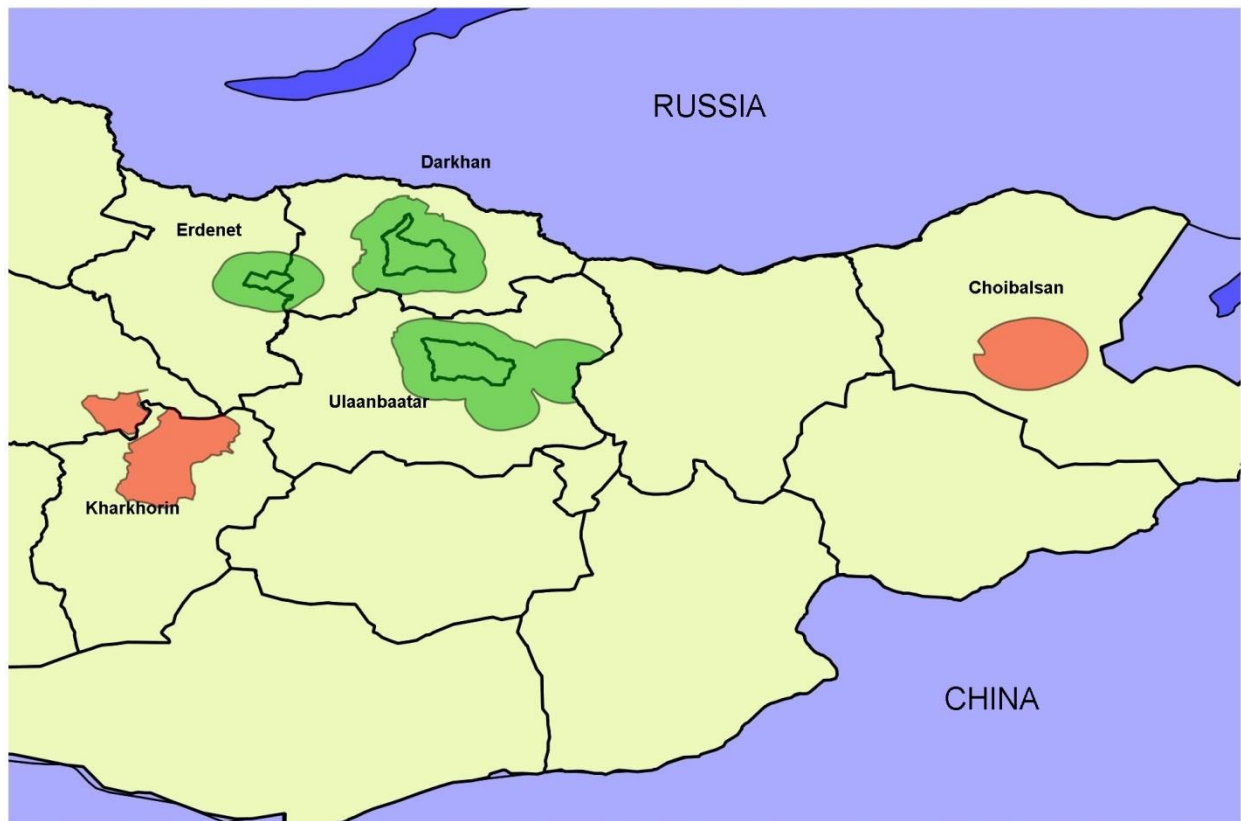 RUSSIA
Darkhan
Erdenet
Choibalsan
Ulaanbaatar
Kharkhorin
CHINA